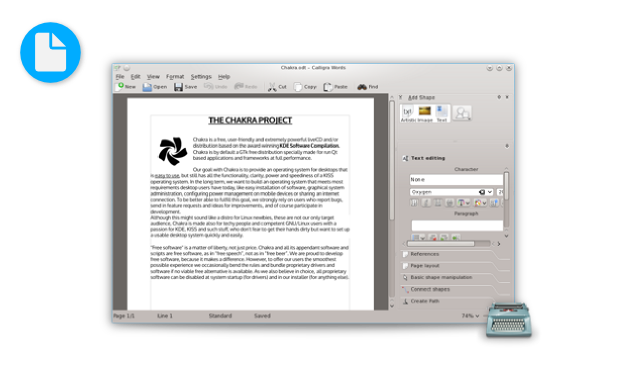 Chakra.odt - Calligra Words
File Edit View Format Settings Help
New Open Save Undo Redo Cut Copy Paste Find
THE CHAKRA PROJECT
Chakra is a free, user-friendly and extremely powerful liveCD and/or
distribution based on the award winning KDE Software Compilation.
Chakra is by default a GTK free distribution specially made for run Qt
based applications and frameworks at full performance.
Our goal with Chakra is to provide an operating system for desktops that
is easy to use, but still has all the functionality, clarity, power and speediness of a KISS
operating system. In the long-term, we want to build an operating system that meets most
requirements desktop users have today, like easy installation of software, graphical system
administration, configuring power management on mobile computers or sharing an internet
connection. To be better able to fulfill this goal, we strongly rely on users who report bugs,
send in feature requests and ideas for improvements, and of course participate in
development.
Although this might sound like a distro for Linux newbies, these are not our only target
audience. Chakra is made also for techy people and competent GNU/Linux users with a
passion for KDE, KISS and such stuff, who don't fear to get their hands dirty but want to set up
a usable desktop system quickly and easily.
"Free software" is a matter of liberty, not just price. Chakra and all its appendant software and
scripts are free software, as in "free speech", not as in "free beer". We are proud to develop
free software, because it makes a difference. However, to offer our users the smoothest
possible experience we occasionally bend the rules and bundle proprietary drivers and
software if no viable free alternative is available. As we also believe in choice, all proprietary
software can be disabled at system startup (for drivers) and in our installer (for anything else).
Add Shape
Artistic Image Text
Text editing
Character
None
Oxygen
Paragraph
References
Page layout
Basic shape manipulation
Connect shapes
Create Path
Page 1/1 Line 1 Standard Saved 74%